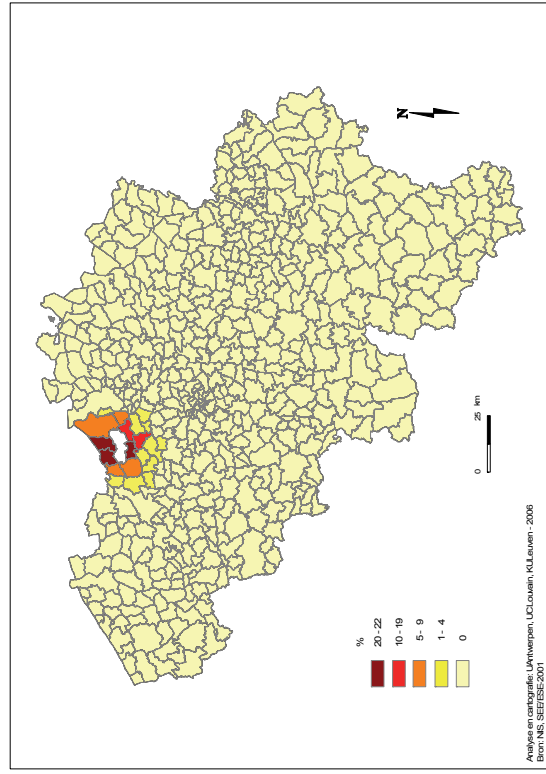 N
0 25 km
%
20 - 22
10 - 19
5 - 9
1 - 4
0
Analyse en cartografie: UAntwerpen, UCLouvain, KULeuven - 2006
Bron: NIS, SEE/ESE-2001